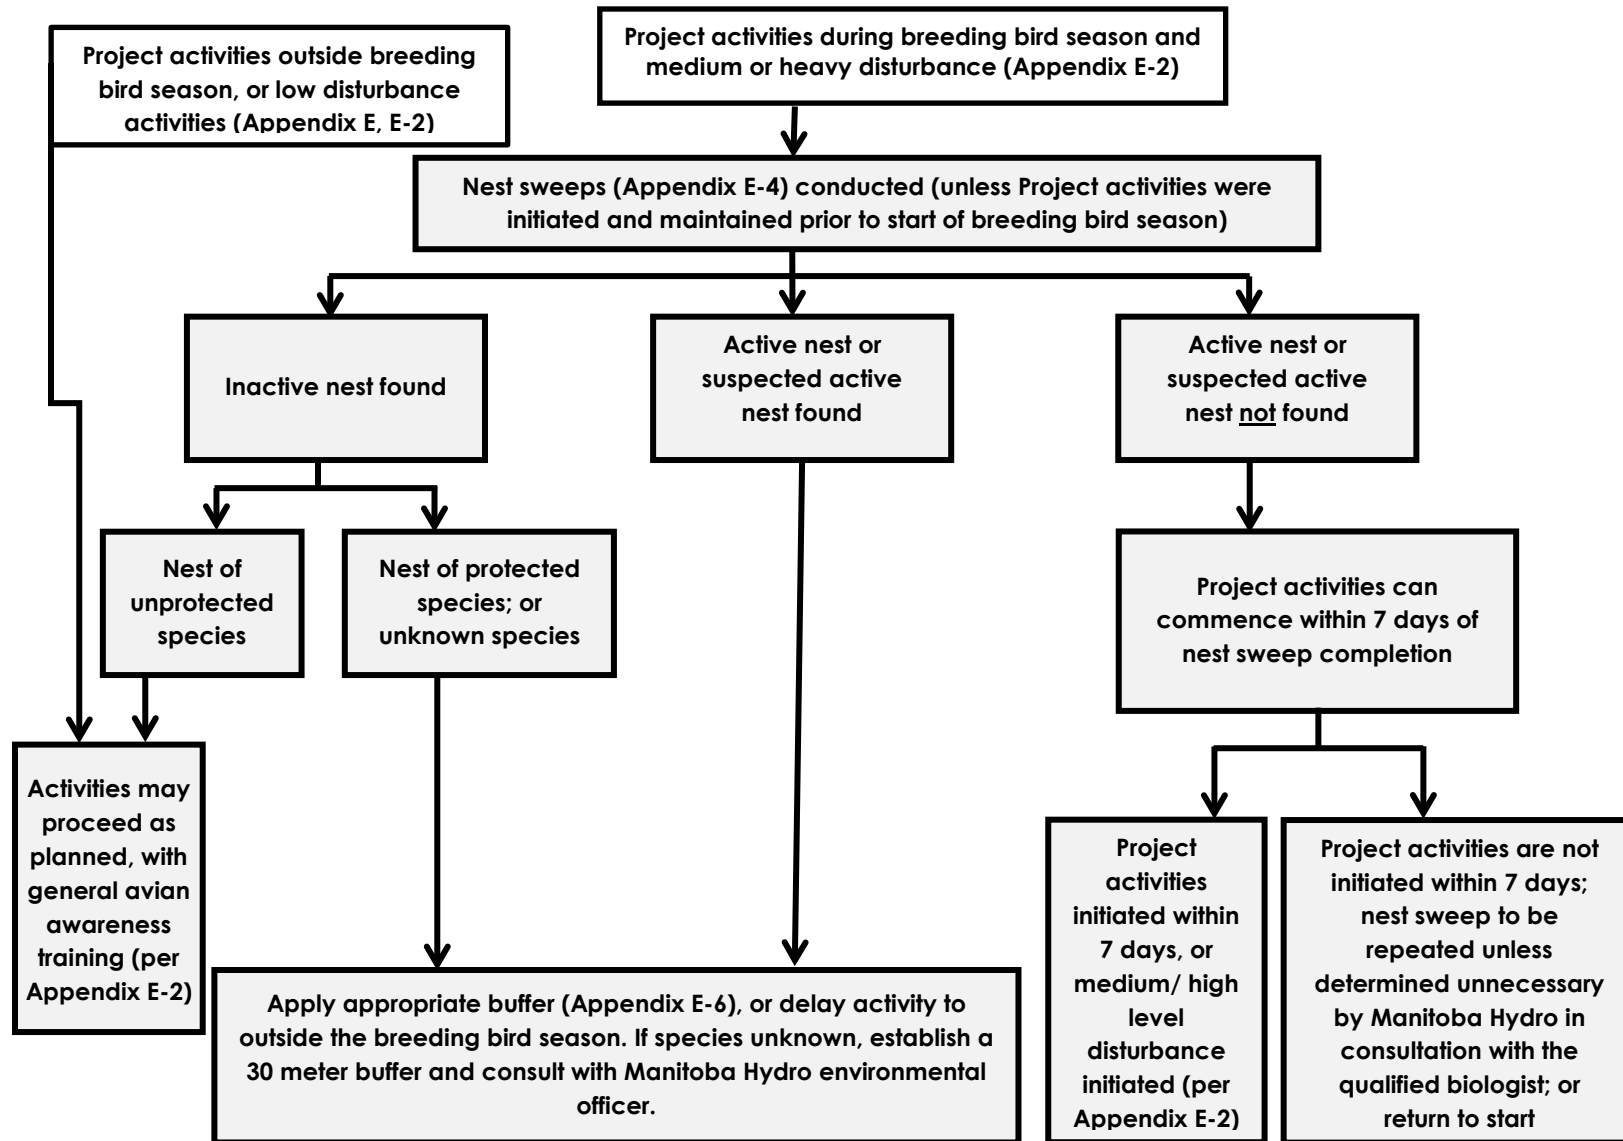 Project activities outside breeding
bird season, or low disturbance
activities (Appendix E, E-2)
Project activities during breeding bird season and
medium or heavy disturbance (Appendix E-2)
Nest sweeps (Appendix E-4) conducted (unless Project activities were
initiated and maintained prior to start of breeding bird season)
Inactive nest found
Active nest or
suspected active
nest found
Active nest or
suspected active
nest not found
Nest of
unprotected
species
Nest of protected
species; or
unknown species
Project activities can
commence within 7 days of
nest sweep completion
Activities may
proceed as
planned, with
general avian
awareness
training (per
Appendix E-2)
Apply appropriate buffer (Appendix E-6), or delay activity to
outside the breeding bird season. If species unknown, establish a
30 meter buffer and consult with Manitoba Hydro environmental
officer.
Project
activities
initiated within
7 days, or
medium/ high
level
disturbance
initiated (per
Appendix E-2)
Project activities are not
initiated within 7 days;
nest sweep to be
repeated unless
determined unnecessary
by Manitoba Hydro in
consultation with the
qualified biologist; or
return to start